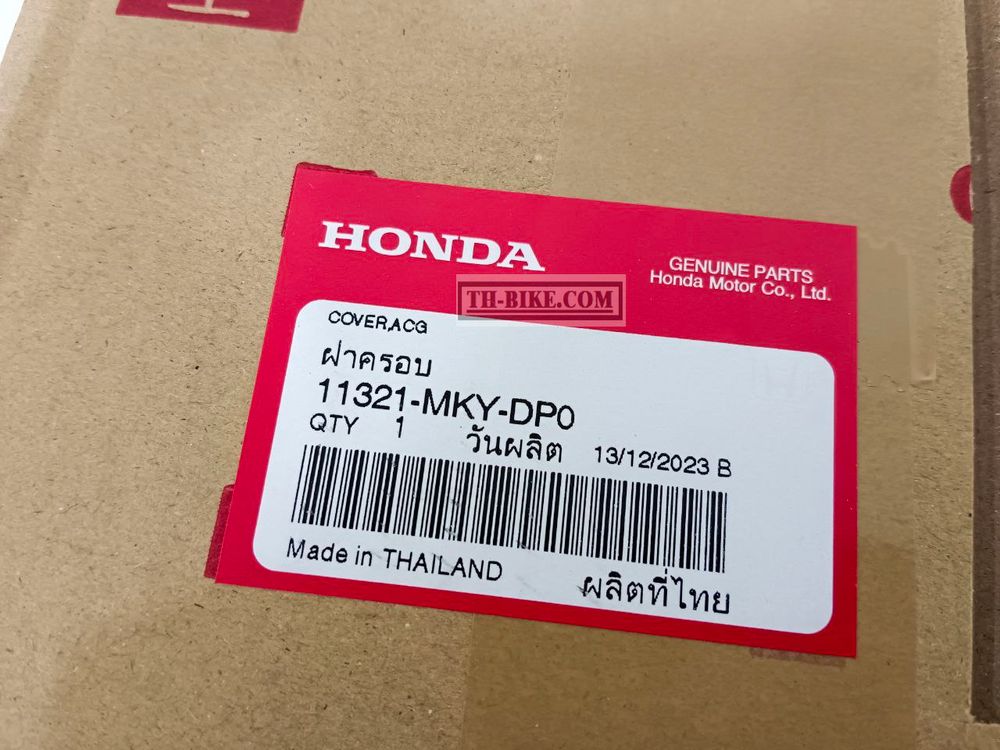 HONDA
GENUINE PARTS
Honda Motor Co., Ltd.
TH-BIKE.COM
COVER,ACG
ฝาครอบ
11321-MKY-DP0
QTY 1 วันผลิต 13/12/2023 B
Made in THAILAND ผลิตที่ไทย